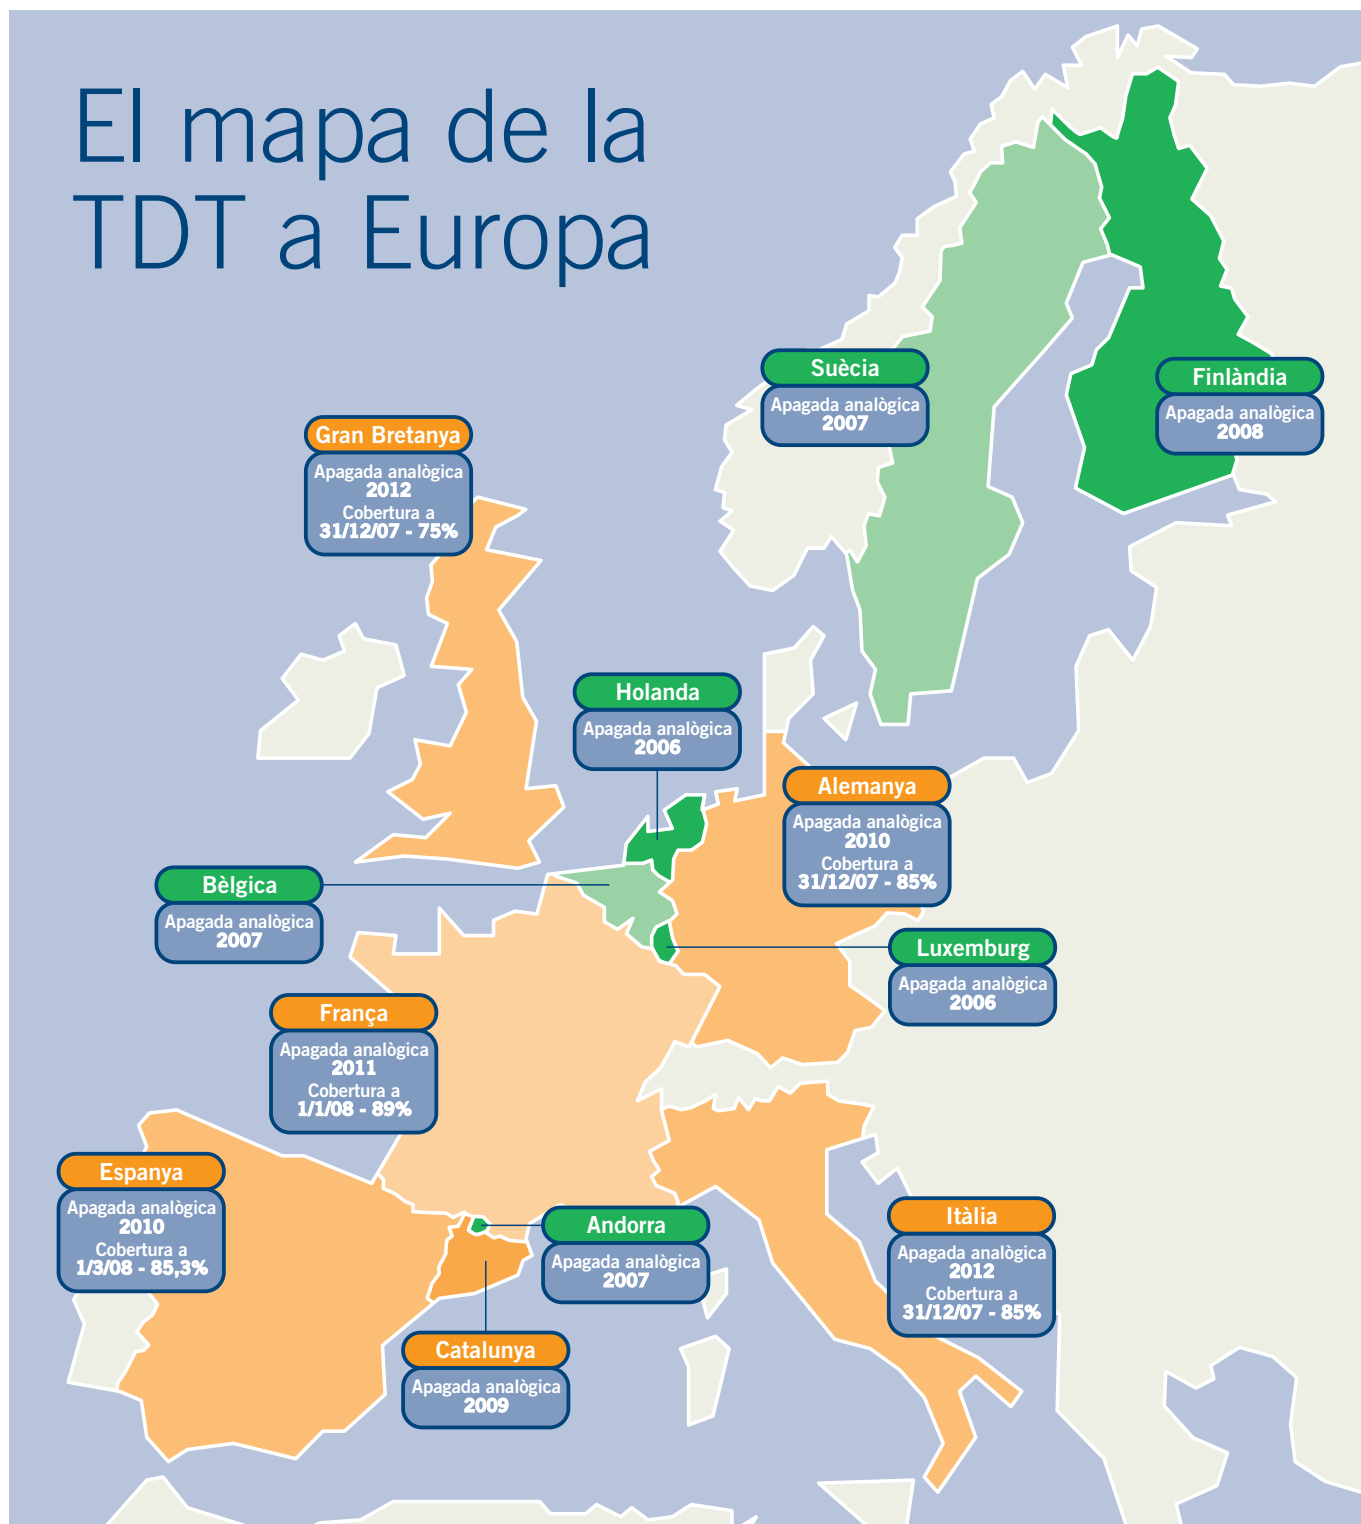 El mapa de la
TDT a Europa
Suècia
Apagada analògica
2007
Finlàndia
Apagada analògica
2008
Gran Bretanya
Apagada analògica
2012
Cobertura a
31/12/07 - 75%
Holanda
Apagada analògica
2006
Alemanya
Apagada analògica
2010
Cobertura a
31/12/07 - 85%
Bèlgica
Apagada analògica
2007
Luxemburg
Apagada analògica
2006
França
Apagada analògica
2011
Cobertura a
1/1/08 - 89%
Espanya
Apagada analògica
2010
Cobertura a
1/3/08 - 85,3%
Andorra
Apagada analògica
2007
Itàlia
Apagada analògica
2012
Cobertura a
31/12/07 - 85%
Catalunya
Apagada analògica
2009